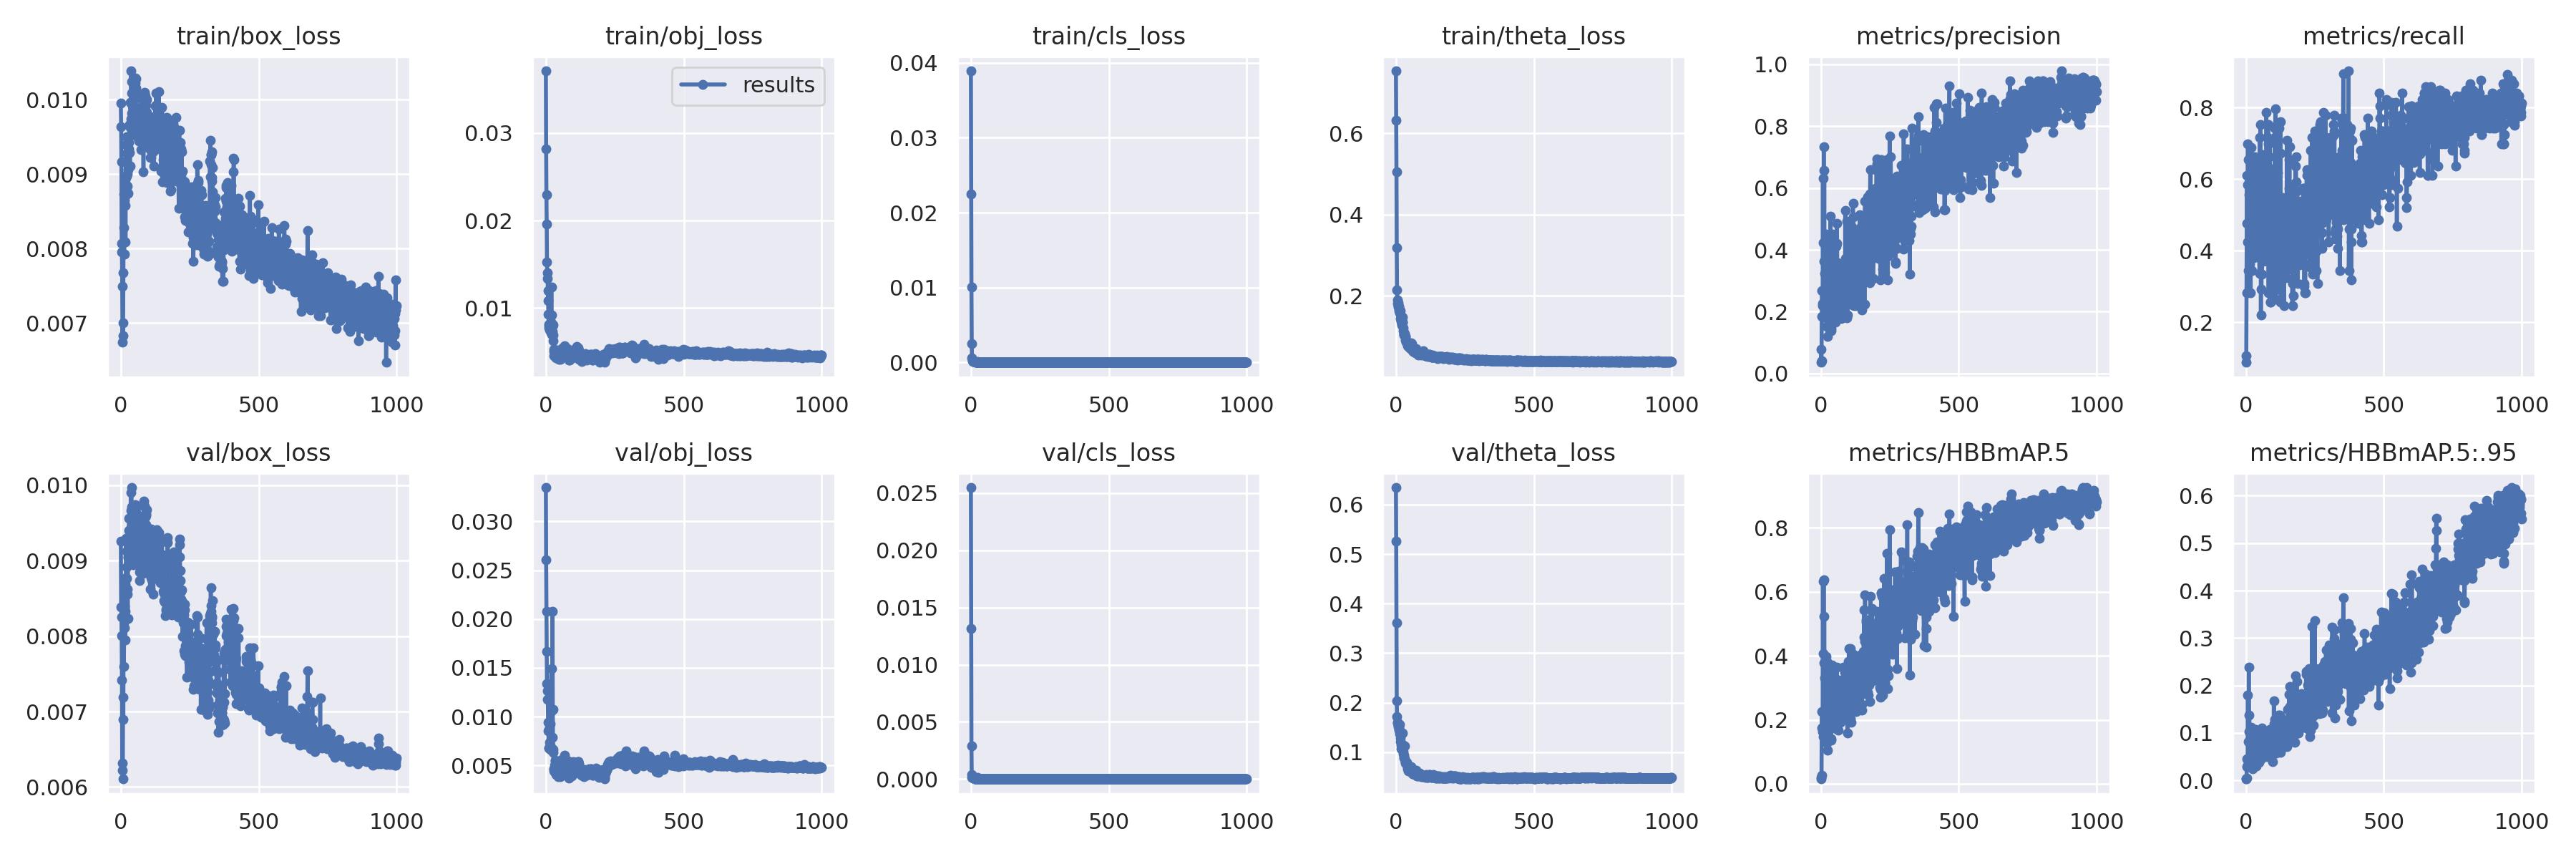 train/box_loss
0.010
0.009
0.008
0.007
0 500 1000
train/obj_loss
results
0.03
0.02
0.01
0 500 1000
train/cls_loss
0.04
0.03
0.02
0.01
0.00
0 500 1000
train/theta_loss
0.6
0.4
0.2
0 500 1000
metrics/precision
1.0
0.8
0.6
0.4
0.2
0.0
0 500 1000
metrics/recall
0.8
0.6
0.4
0.2
0 500 1000
val/box_loss
0.010
0.009
0.008
0.007
0.006
0 500 1000
val/obj_loss
0.030
0.025
0.020
0.015
0.010
0.005
0 500 1000
val/cls_loss
0.025
0.020
0.015
0.010
0.005
0.000
0 500 1000
val/theta_loss
0.6
0.5
0.4
0.3
0.2
0.1
0 500 1000
metrics/HBBmAP.5
0.8
0.6
0.4
0.2
0.0
0 500 1000
metrics/HBBmAP.5:.95
0.6
0.5
0.4
0.3
0.2
0.1
0.0
0 500 1000